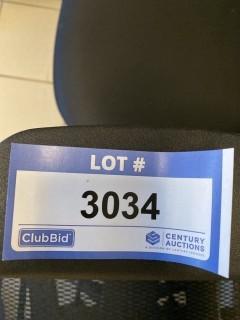 LOT #
3034
ClubBid
CENTURY
AUCTIONS